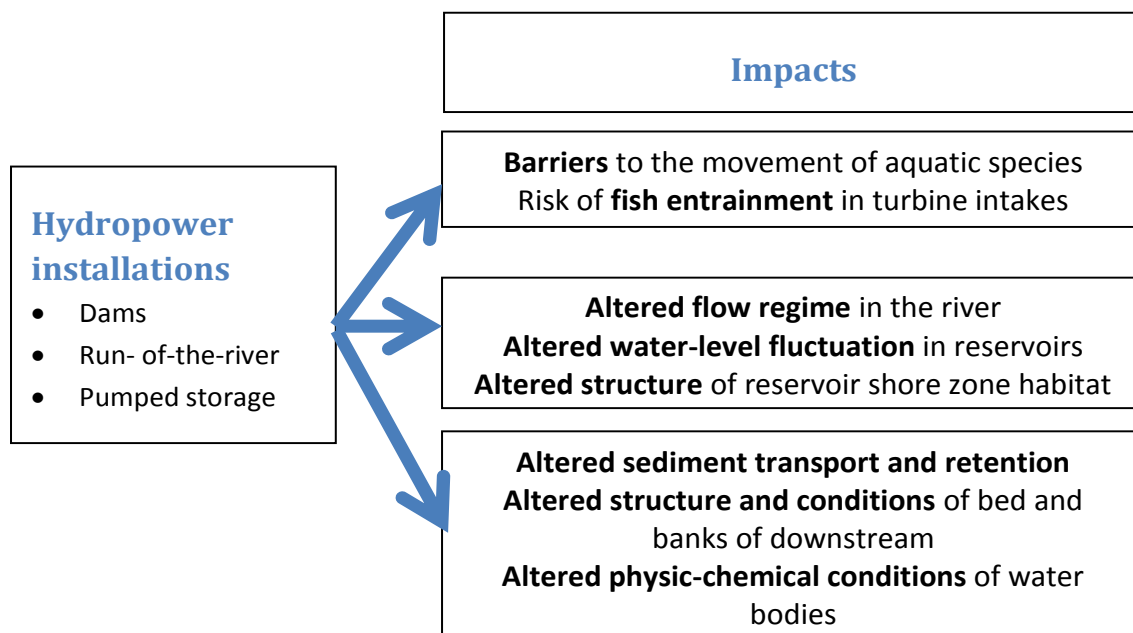 Impacts
Hydropower
installations
• Dams
• Run- of-the-river
• Pumped storage
Barriers to the movement of aquatic species
Risk of fish entrainment in turbine intakes
Altered flow regime in the river
Altered water-level fluctuation in reservoirs
Altered structure of reservoir shore zone habitat
Altered sediment transport and retention
Altered structure and conditions of bed and
banks of downstream
Altered physic-chemical conditions of water
bodies